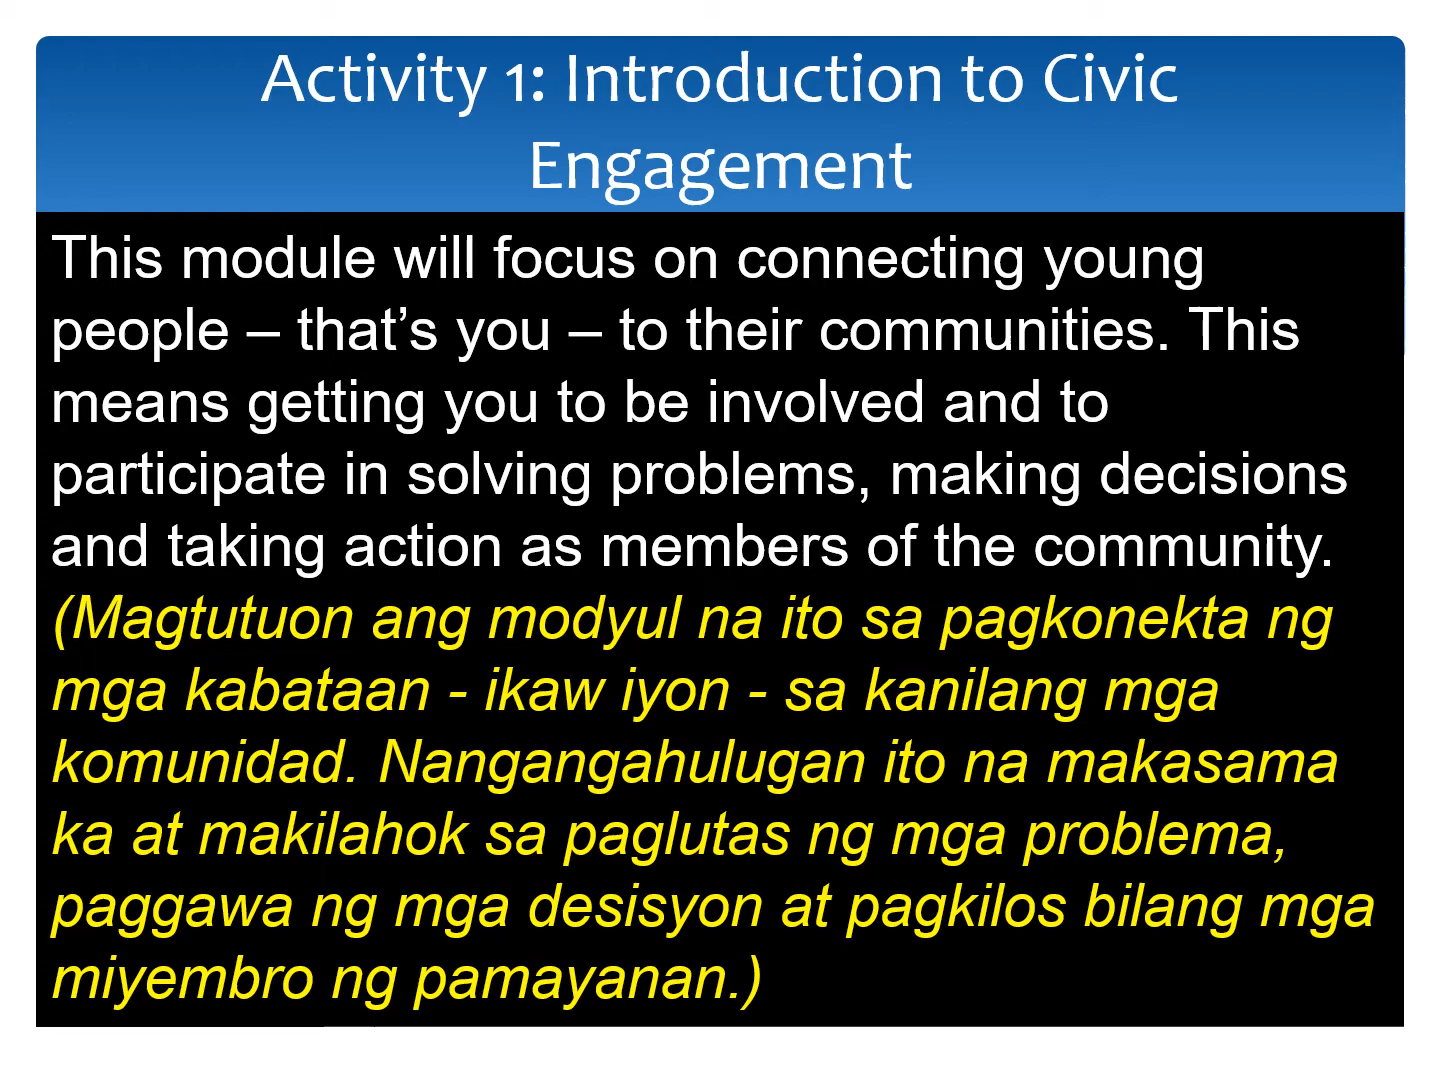 Activity 1: Introduction to Civic
Engagement
This module will focus on connecting young
people – that’s you – to their communities. This
means getting you to be involved and to
participate in solving problems, making decisions
and taking action as members of the community.
(Magtutuon ang modyul na ito sa pagkonekta ng
mga kabataan - ikaw iyon - sa kanilang mga
komunidad. Nangangahulugan ito na makasama
ka at makilahok sa paglutas ng mga problema,
paggawa ng mga desisyon at pagkilos bilang mga
miyembro ng pamayanan.)